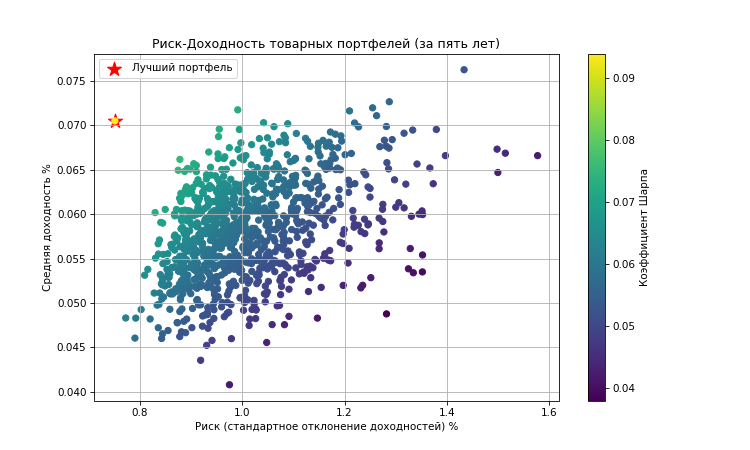 Риск-Доходность товарных портфелей (за пять лет)
Лучший портфель
Средняя доходность %
0.075
0.070
0.065
0.060
0.055
0.050
0.045
0.040
0.8 1.0 1.2 1.4 1.6
Риск (стандартное отклонение доходностей) %
0.09
0.08
0.07
0.06
0.05
0.04
Коэффициент Шарпа